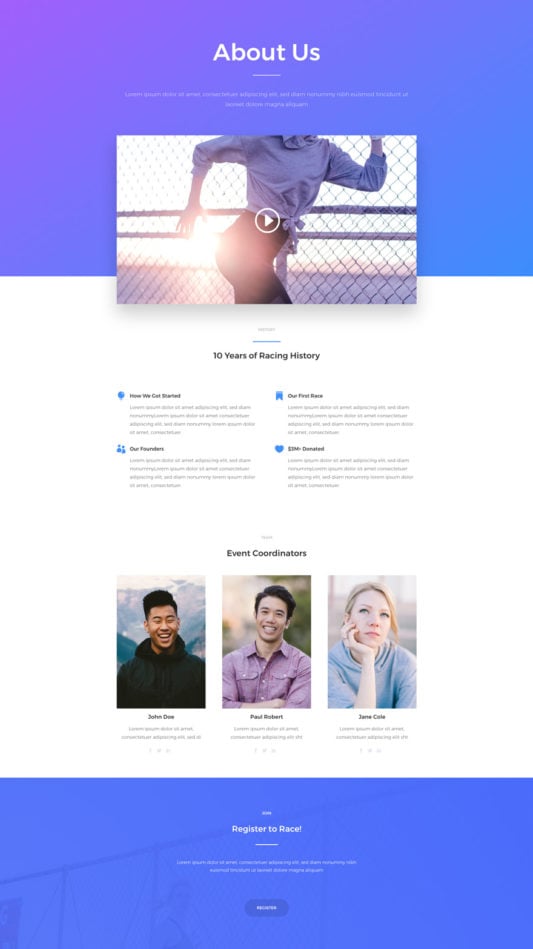 About Us
Lorem ipsum dolor sit amet, consectetuer adipiscing elit, sed diam nonummy nibh euismod tincidunt ut
laoreet dolore magna aliquam
HISTORY
10 Years of Racing History
How We Got Started
Lorem ipsum dolor sit amet adipiscing elit, sed diam
nonummyLorem ipsum dolor sit amet consectetuer
adipiscing elit, sed diam nonummy lorem ipsum dolor
sit amet, consectetuer
Our First Race
Lorem ipsum dolor sit amet adipiscing elit, sed diam
nonummyLorem ipsum dolor sit amet consectetuer
adipiscing elit, sed diam nonummy lorem ipsum dolor
sit amet, consectetuer
Our Founders
Lorem ipsum dolor sit amet adipiscing elit, sed diam
nonummyLorem ipsum dolor sit amet consectetuer
adipiscing elit, sed diam nonummy lorem ipsum dolor
sit amet, consectetuer
$3M+ Donated
Lorem ipsum dolor sit amet adipiscing elit, sed diam
nonummyLorem ipsum dolor sit amet consectetuer
adipiscing elit, sed diam nonummy lorem ipsum dolor
sit amet, consectetuer
TEAM
Event Coordinators
John Doe
Lorem ipsum dolor sit amet,
consectetuer adipiscing elit, sed di
Paul Robert
Lorem ipsum dolor sit amet,
consectetuer adipiscing elit sht
Jane Cole
Lorem ipsum dolor sit amet,
consectetuer adipiscing elit sht
JOIN
Register to Race!
Lorem ipsum dolor sit amet, consectetuer adipiscing elit, sed diam nonummy nibh
euismod tincidunt ut laoreet dolore magna aliquam
REGISTER